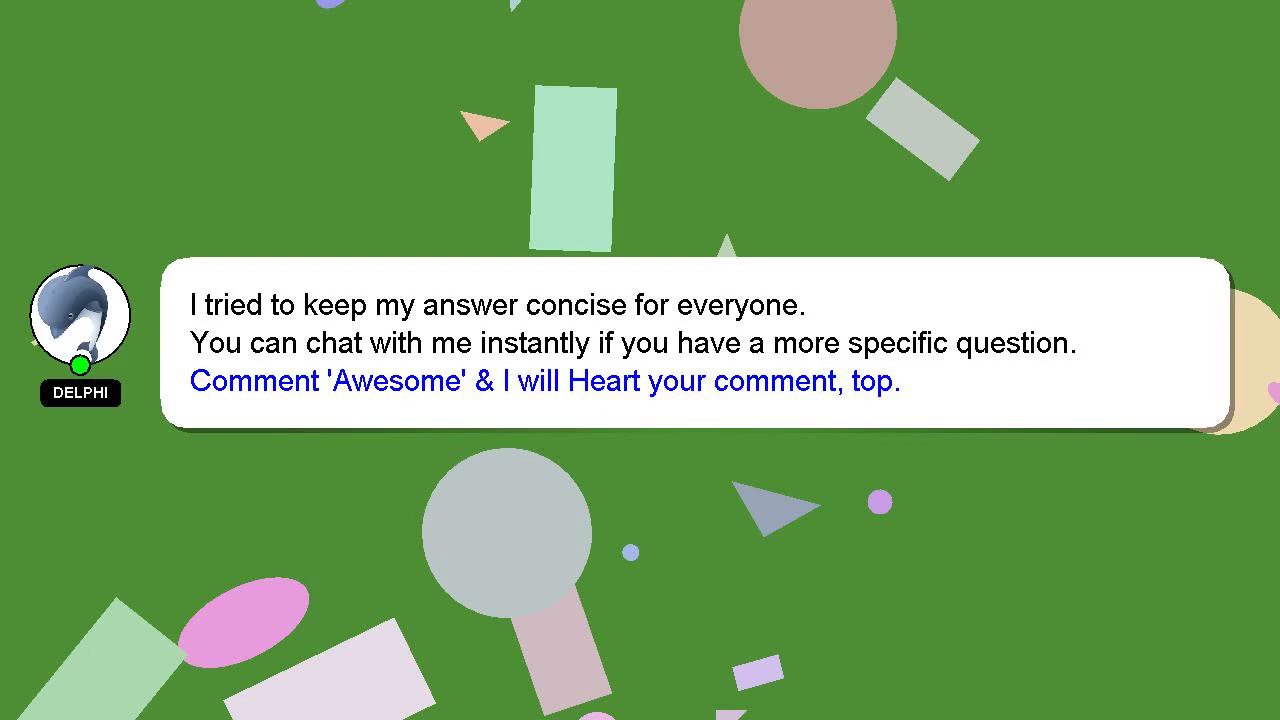 I tried to keep my answer concise for everyone.
You can chat with me instantly if you have a more specific question.
Comment 'Awesome' & I will Heart your comment, top.
DELPHI